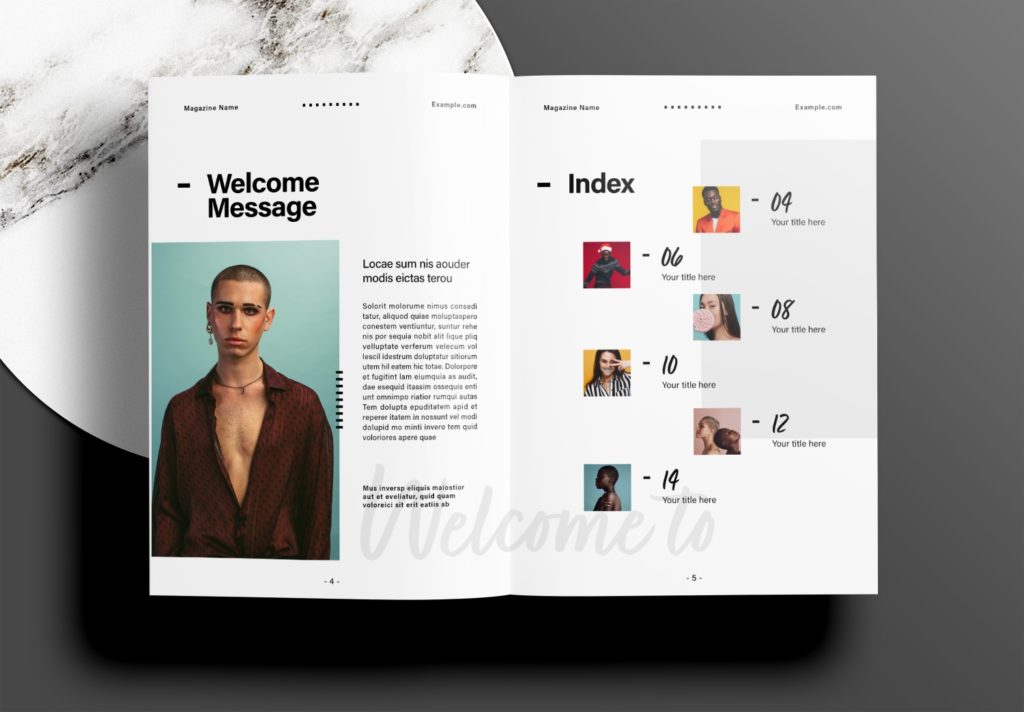 Magazine Name
Example.com
Welcome
Message
Locae sum nis aouder
modis eictas terou
Solorit molorume nimus consedi
tatur, aliquod quiae moluptaspero
conestem ventiuntur, suntur rehe
nis por sequia nobit alit lique pliq
velluptate verferum velecum vol
lescil idestrum doluptatur sitiorum
utem hil eatem hic totae. Dolorpore
et fugitint lam eiumquia as audit,
dae esequid itassim ossequis enti
unt omnimpo riatior rumqui autas
Tem dolupta epuditatem apid et
reperer itatem in nossunt vel modi
dolupid mo minti invero tem quid
voloriores apere quae
Mus inversp eliquis maiostior
aut et eveliatur, quid quam
voloreici sit erit eatiis ab
Welcome to
- 4 -
Magazine Name
Example.com
Index
- 04
Your title here
- 06
Your title here
- 08
Your title here
- 10
Your title here
- 12
Your title here
- 14
Your title here
- 5 -